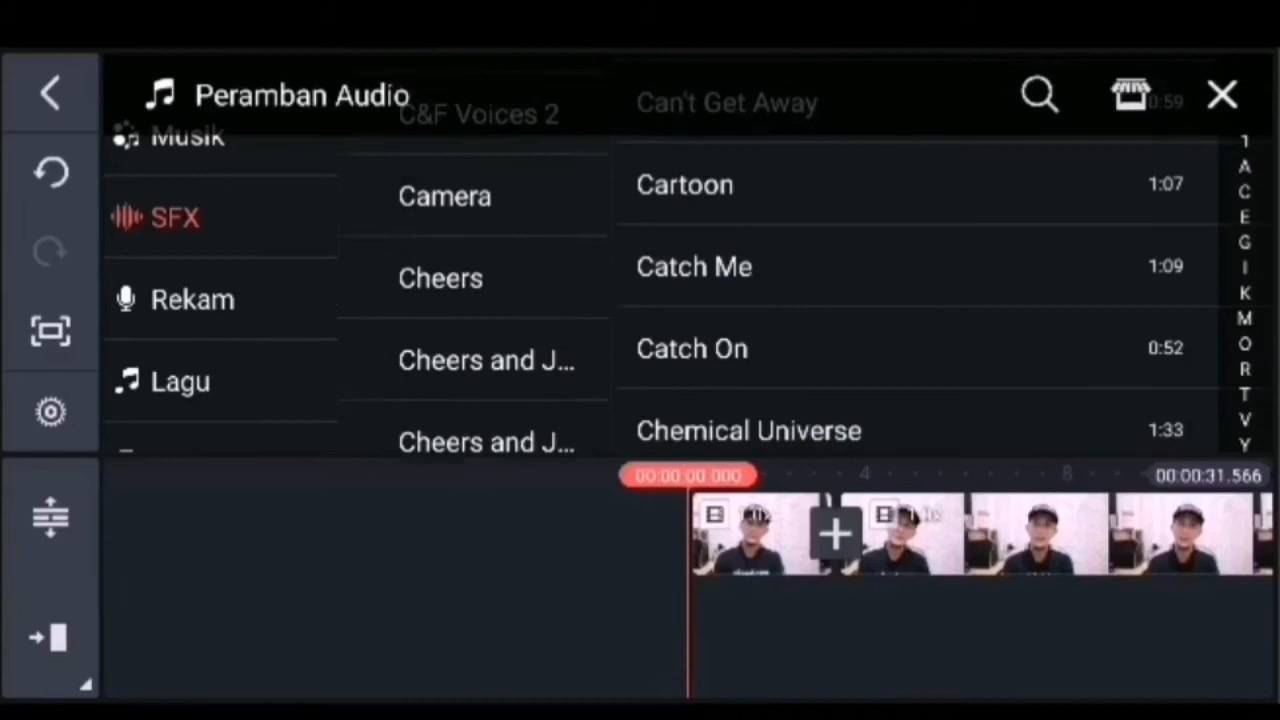 Peramban Audio
C&F Voices 2
Can't Get Away 0:59
Musik
Camera
Cartoon 1:07
SFX
Cheers
Catch Me 1:09
Rekam
Cheers and J...
Catch On 0:52
Lagu
Cheers and J...
Chemical Universe 1:33
1
A
C
E
G
I
K
M
O
R
T
V
Y
00:00:00.000
4
8
00:00:31.566